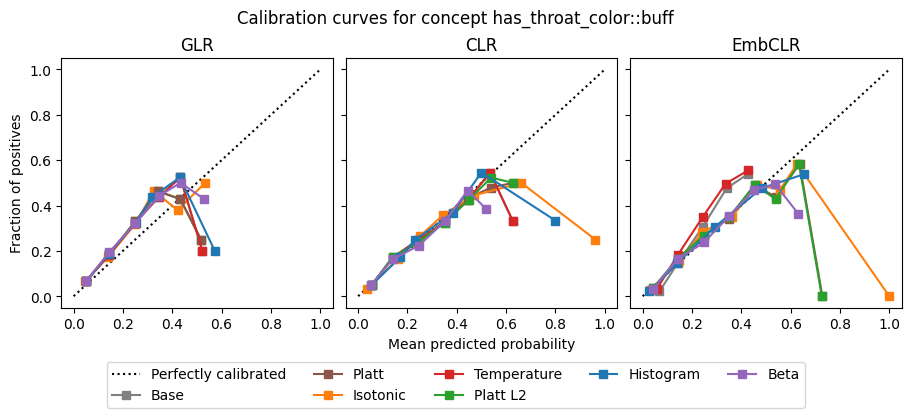 Calibration curves for concept has_throat_color::buff
GLR
CLR
EmbCLR
Fraction of positives
1.0
0.8
0.6
0.4
0.2
0.0
0.0 0.2 0.4 0.6 0.8 1.0
0.0 0.2 0.4 0.6 0.8 1.0
0.0 0.2 0.4 0.6 0.8 1.0
Mean predicted probability
Perfectly calibrated
Base
Platt
Isotonic
Temperature
Platt L2
Histogram
Beta